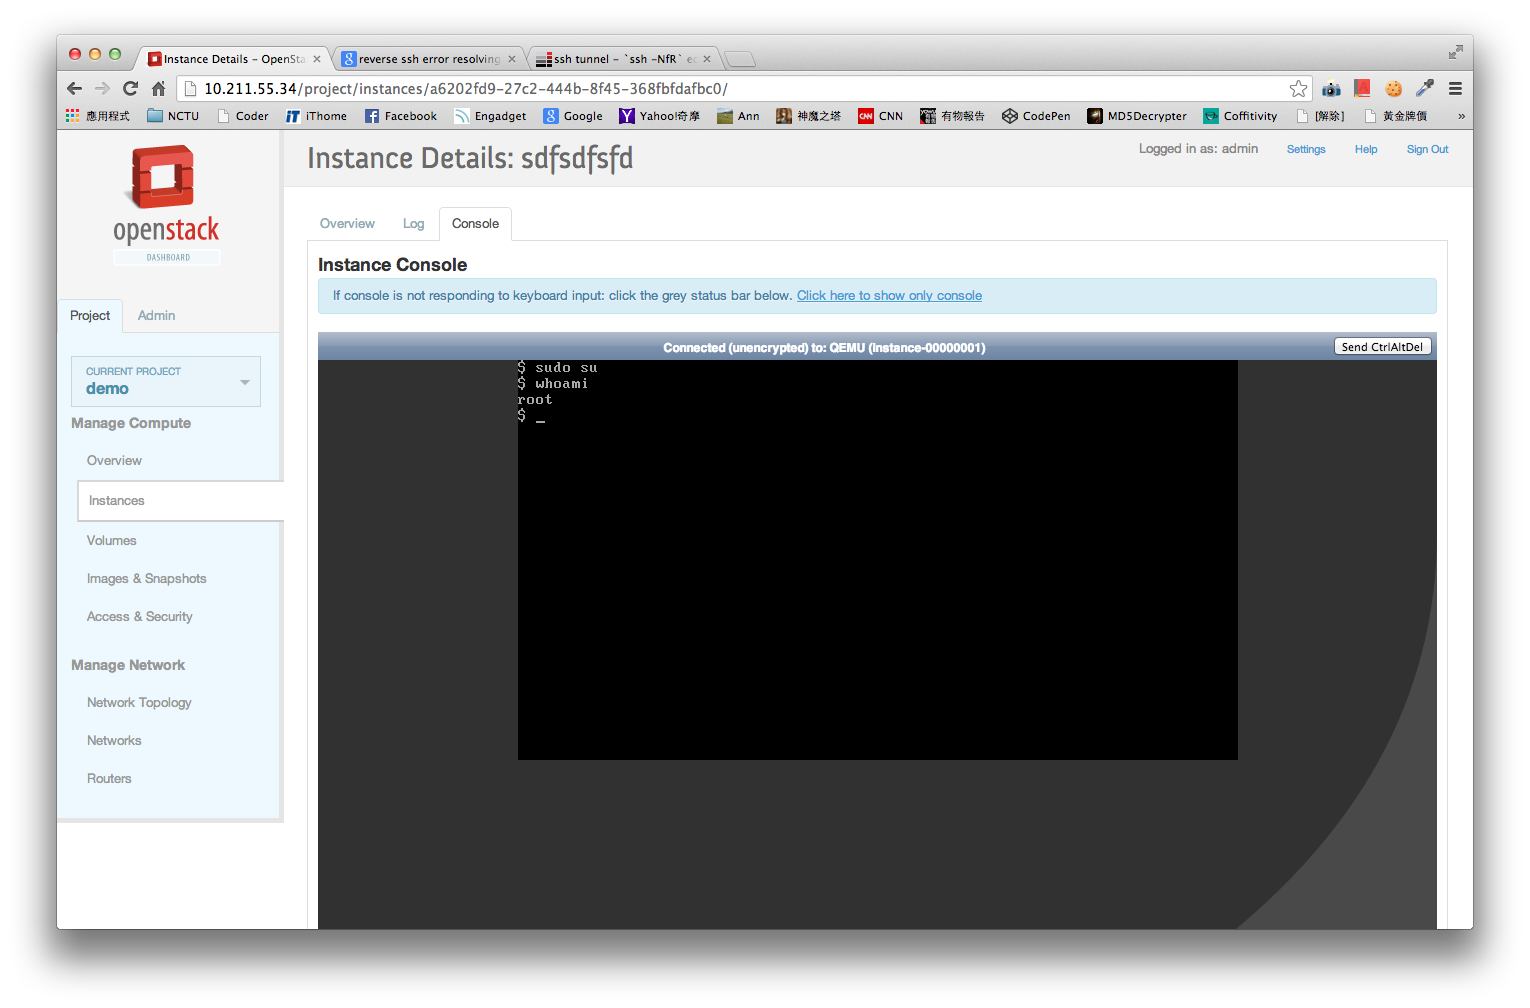 Instance Details – OpenSta
reverse ssh error resolving
ssh tunnel – `ssh -NfR` ec
10.211.55.34/project/instances/a6202fd9-27c2-444b-8f45-368fbfdafbc0/
應用程式 NCTU Coder iT iThome Facebook Engadget Google Yahoo!奇摩 Ann 神魔之塔 CNN 有物報告 CodePen MD5Decrypter Coffitivity [解除] 黃金牌價 »
openstack
DASHBOARD
Instance Details: sdfsdfsfd
Logged in as: admin Settings Help Sign Out
Project Admin
CURRENT PROJECT
demo
Manage Compute
Overview
Instances
Volumes
Images & Snapshots
Access & Security
Manage Network
Network Topology
Networks
Routers
Overview Log Console
Instance Console
If console is not responding to keyboard input: click the grey status bar below. Click here to show only console
Connected (unencrypted) to: QEMU (instance-00000001)
Send CtrlAltDel
$ sudo su
$ whoami
root
$ _